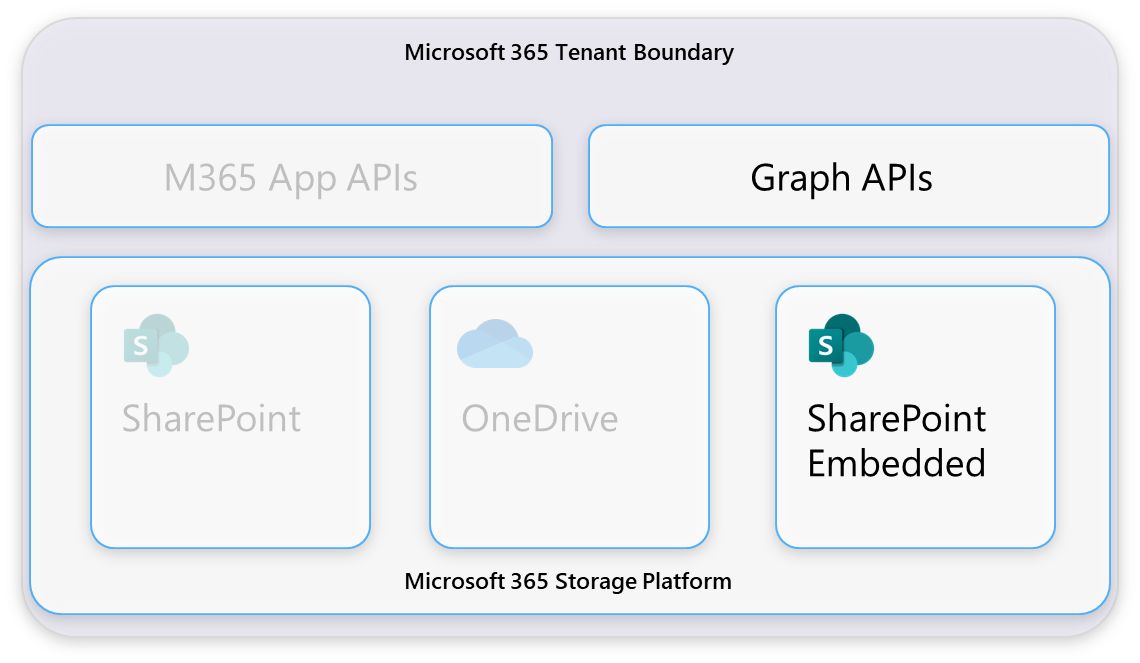 Microsoft 365 Tenant Boundary
M365 App APIs
Graph APIs
S
SharePoint
OneDrive
S
SharePoint
Embedded
Microsoft 365 Storage Platform